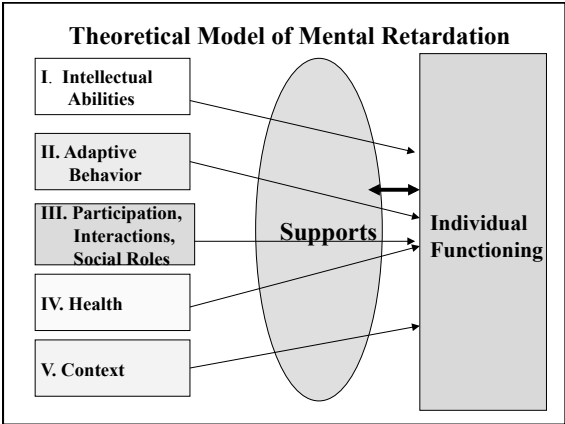 Theoretical Model of Mental Retardation
I. Intellectual
Abilities
II. Adaptive
Behavior
III. Participation,
Interactions,
Social Roles
IV. Health
V. Context
Supports
Individual
Functioning